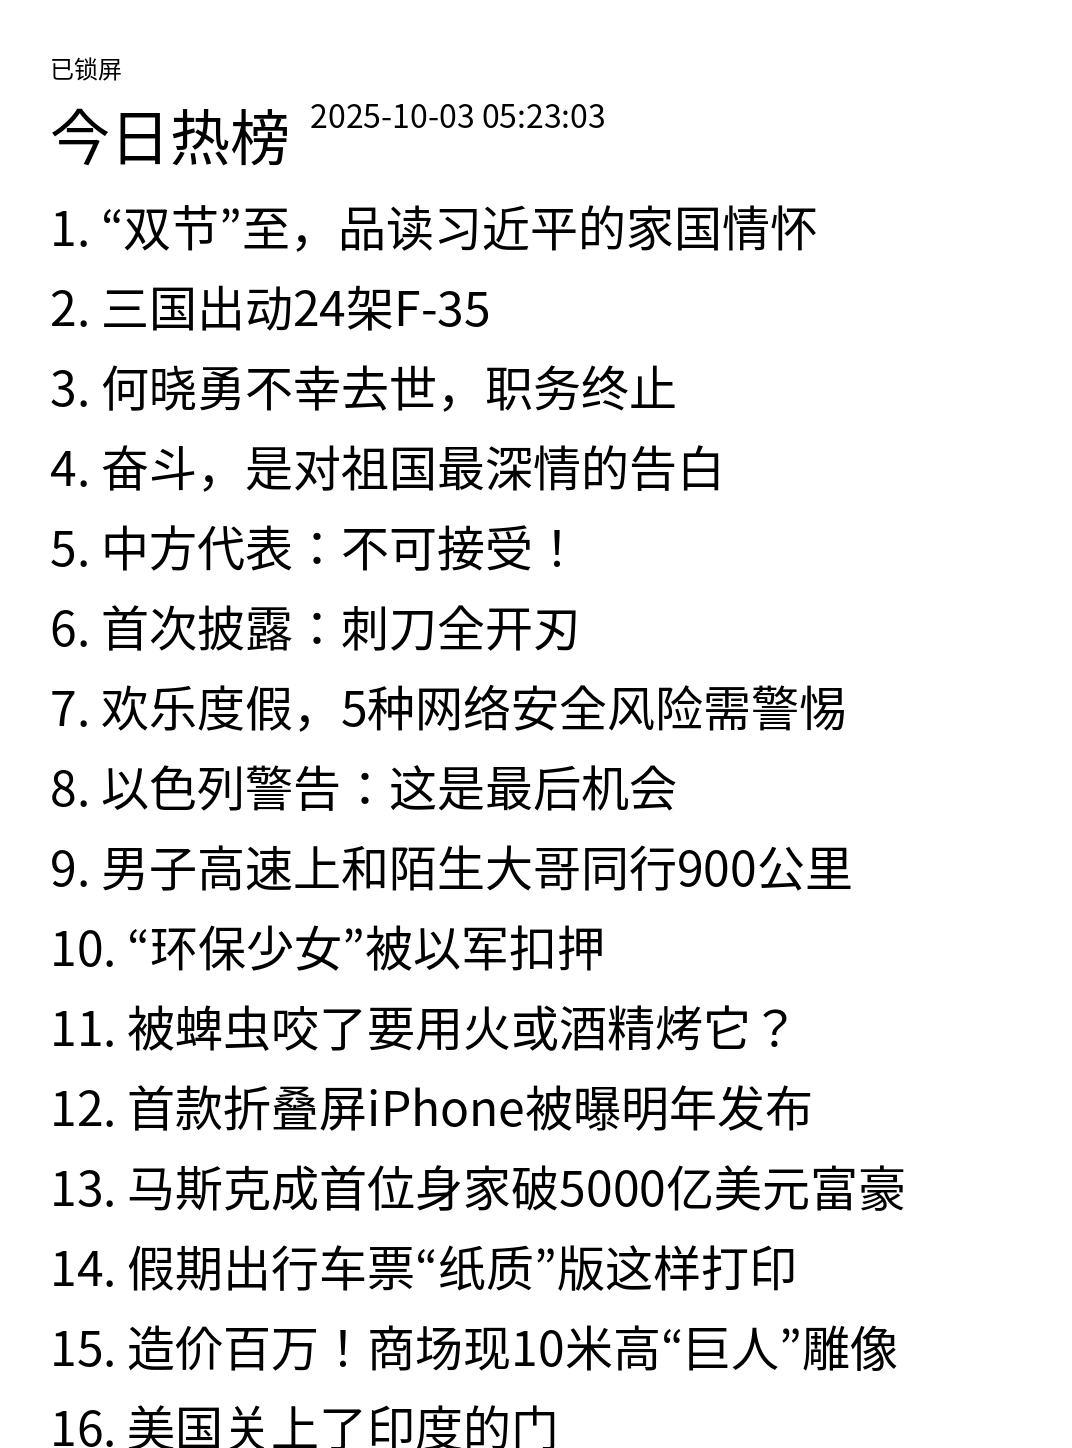 已锁屏
今日热榜 2025-10-03 05:23:03
1. “双节”至，品读习近平的家国情怀
2. 三国出动24架F-35
3. 何晓勇不幸去世，职务终止
4. 奋斗，是对祖国最深情的告白
5. 中方代表：不可接受！
6. 首次披露：刺刀全开刃
7. 欢乐度假，5种网络安全风险需警惕
8. 以色列警告：这是最后机会
9. 男子高速上和陌生大哥同行900公里
10. “环保少女”被以军扣押
11. 被蜱虫咬了要用火或酒精烤它？
12. 首款折叠屏iPhone被曝明年发布
13. 马斯克成首位身家破5000亿美元富豪
14. 假期出行车票“纸质”版这样打印
15. 造价百万！商场现10米高“巨人”雕像
16. 美国关上了印度的门